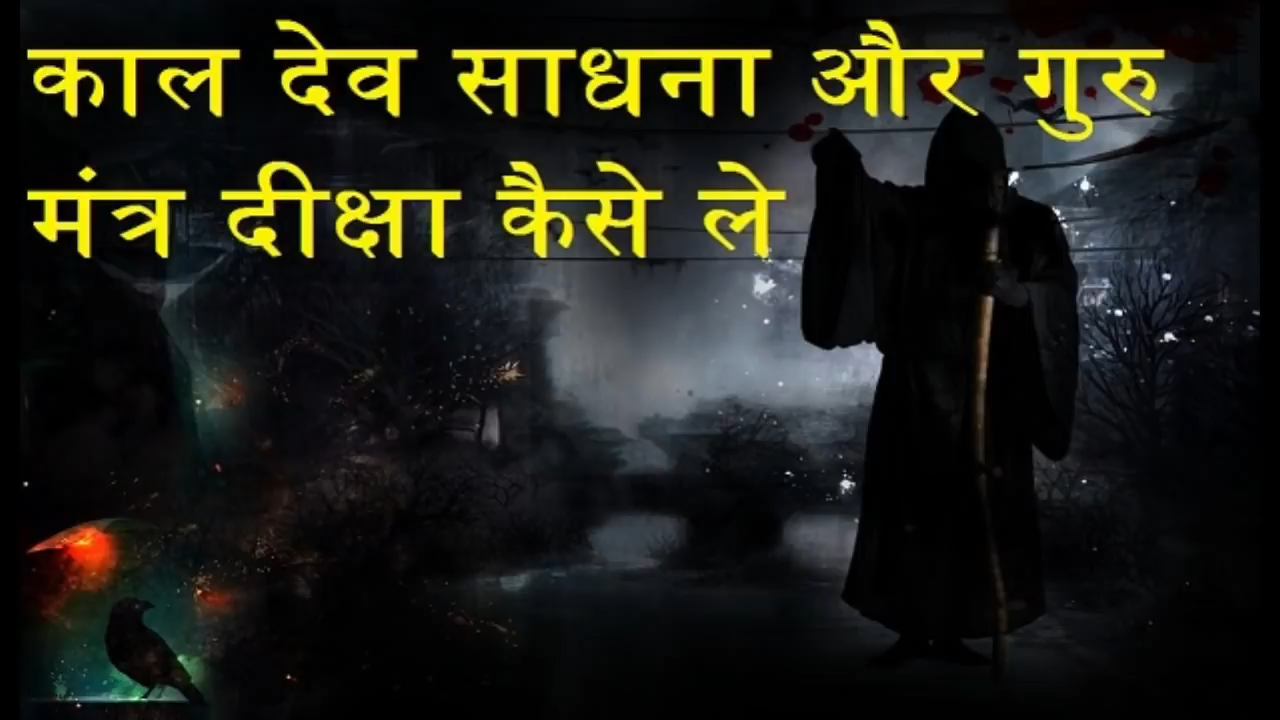 काल देव साधना और गुरु
मंत्र दीक्षा कैसे ले